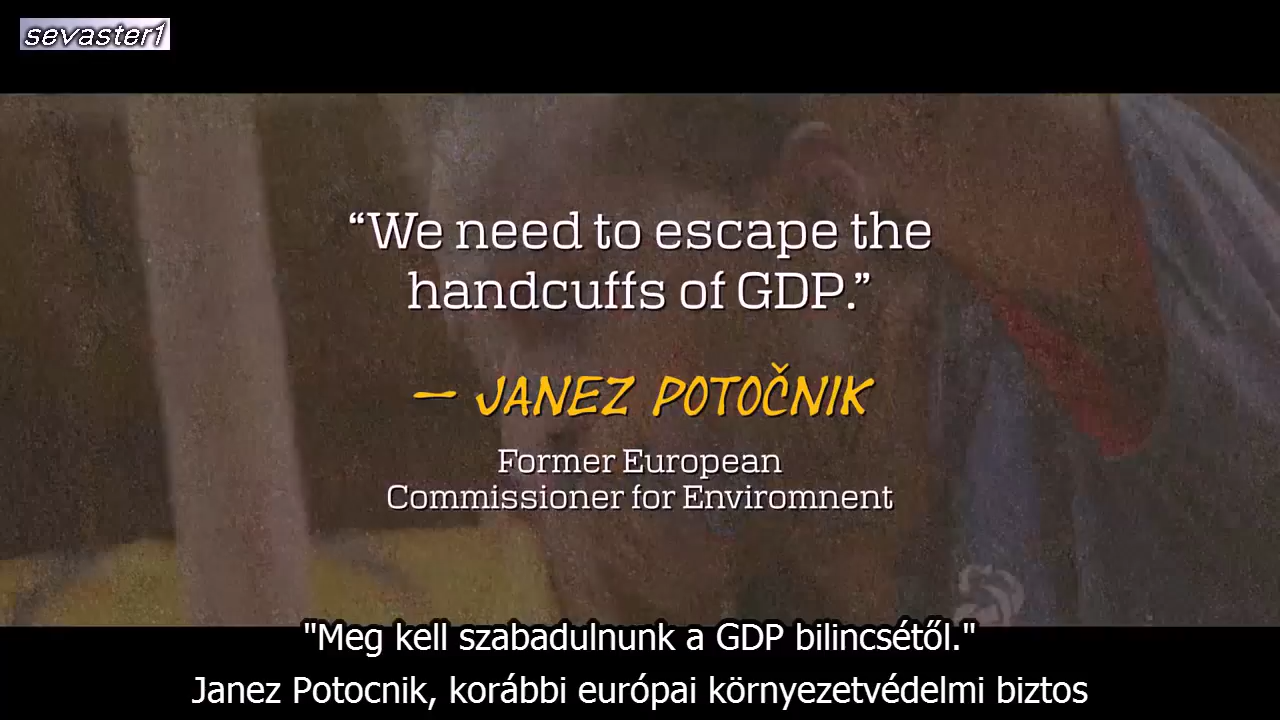 sevaster1
“We need to escape the
handcuffs of GDP.”
— JANEZ POTOČNIK
Former European
Commissioner for Enviromnent
"Meg kell szabadulnunk a GDP bilincsétől."
Janez Potocnik, korábbi európai környezetvédelmi biztos